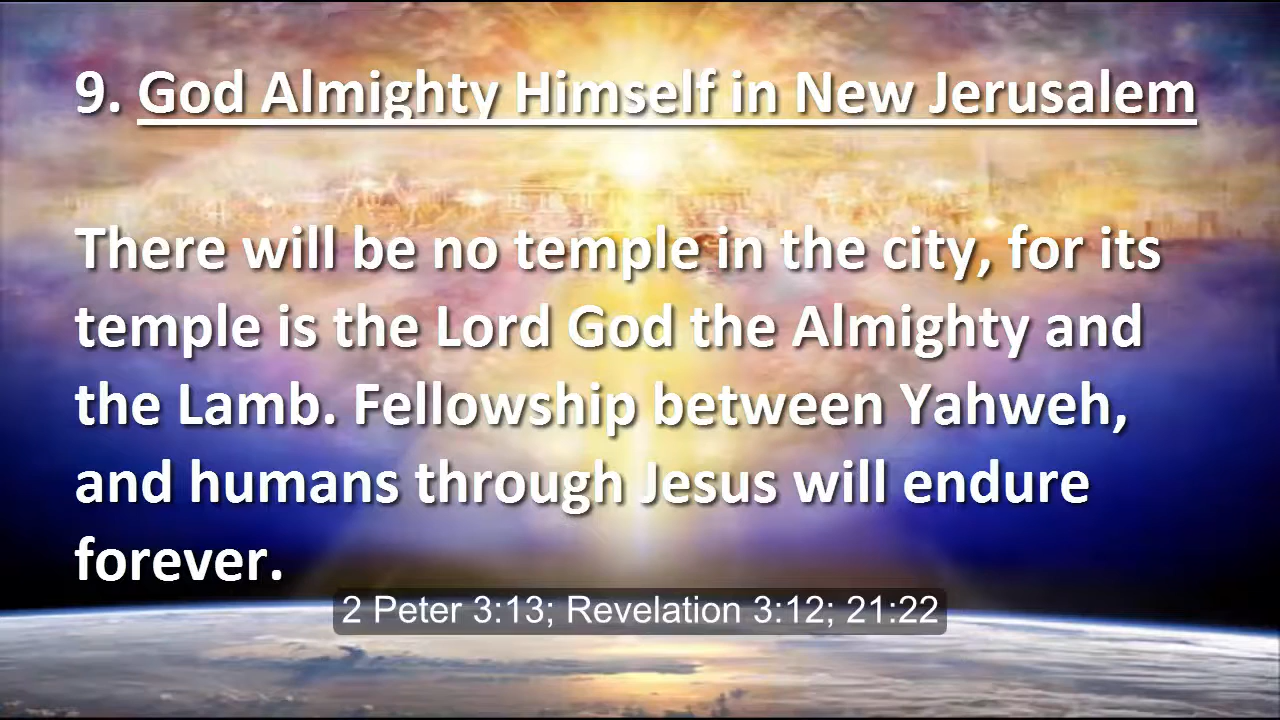 9. God Almighty Himself in New Jerusalem
There will be no temple in the city, for its
temple is the Lord God the Almighty and
the Lamb. Fellowship between Yahweh,
and humans through Jesus will endure
forever.
2 Peter 3:13; Revelation 3:12; 21:22